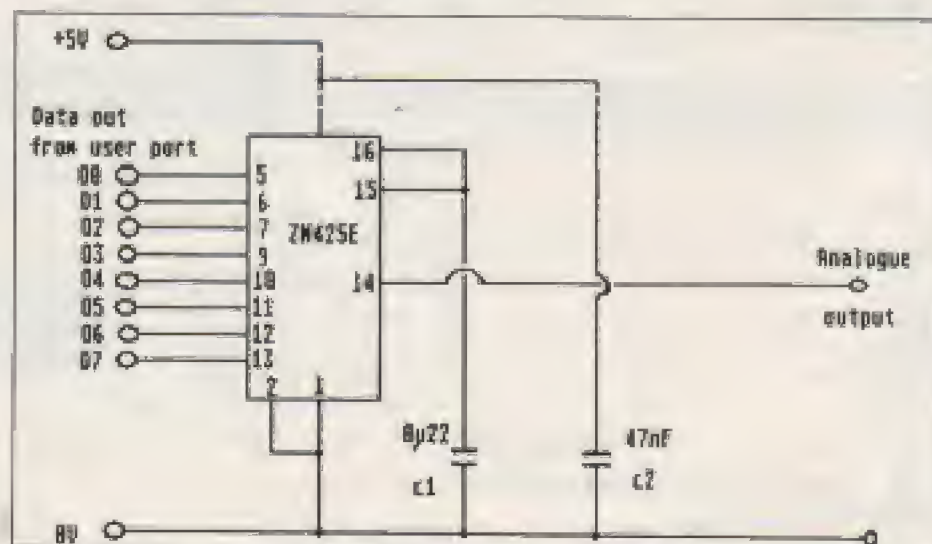 +5V
Data out
from user port
D0
D1
D2
D3
D4
D5
D6
D7
5
6
7
9
10
11
12
13
2
1
ZN425E
16
15
14
Analogue
output
0µ22
c1
47nF
c2
0V